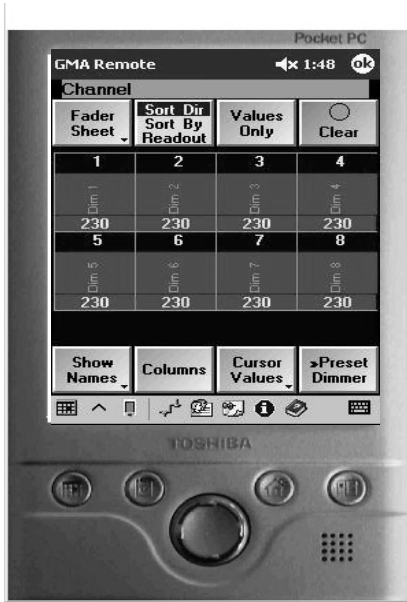 Pocket PC
GMA Remote 1:48 ok
Channel
Fader Sheet
Sort Dir Sort By Readout
Values Only
Clear
1 2 3 4
Dim 1 Dim 2 Dim 3 Dim 4
230 230 230 230
5 6 7 8
Dim 5 Dim 6 Dim 7 Dim 8
230 230 230 230
Show Names
Columns
Cursor Values
»Preset Dimmer
TOSHIBA